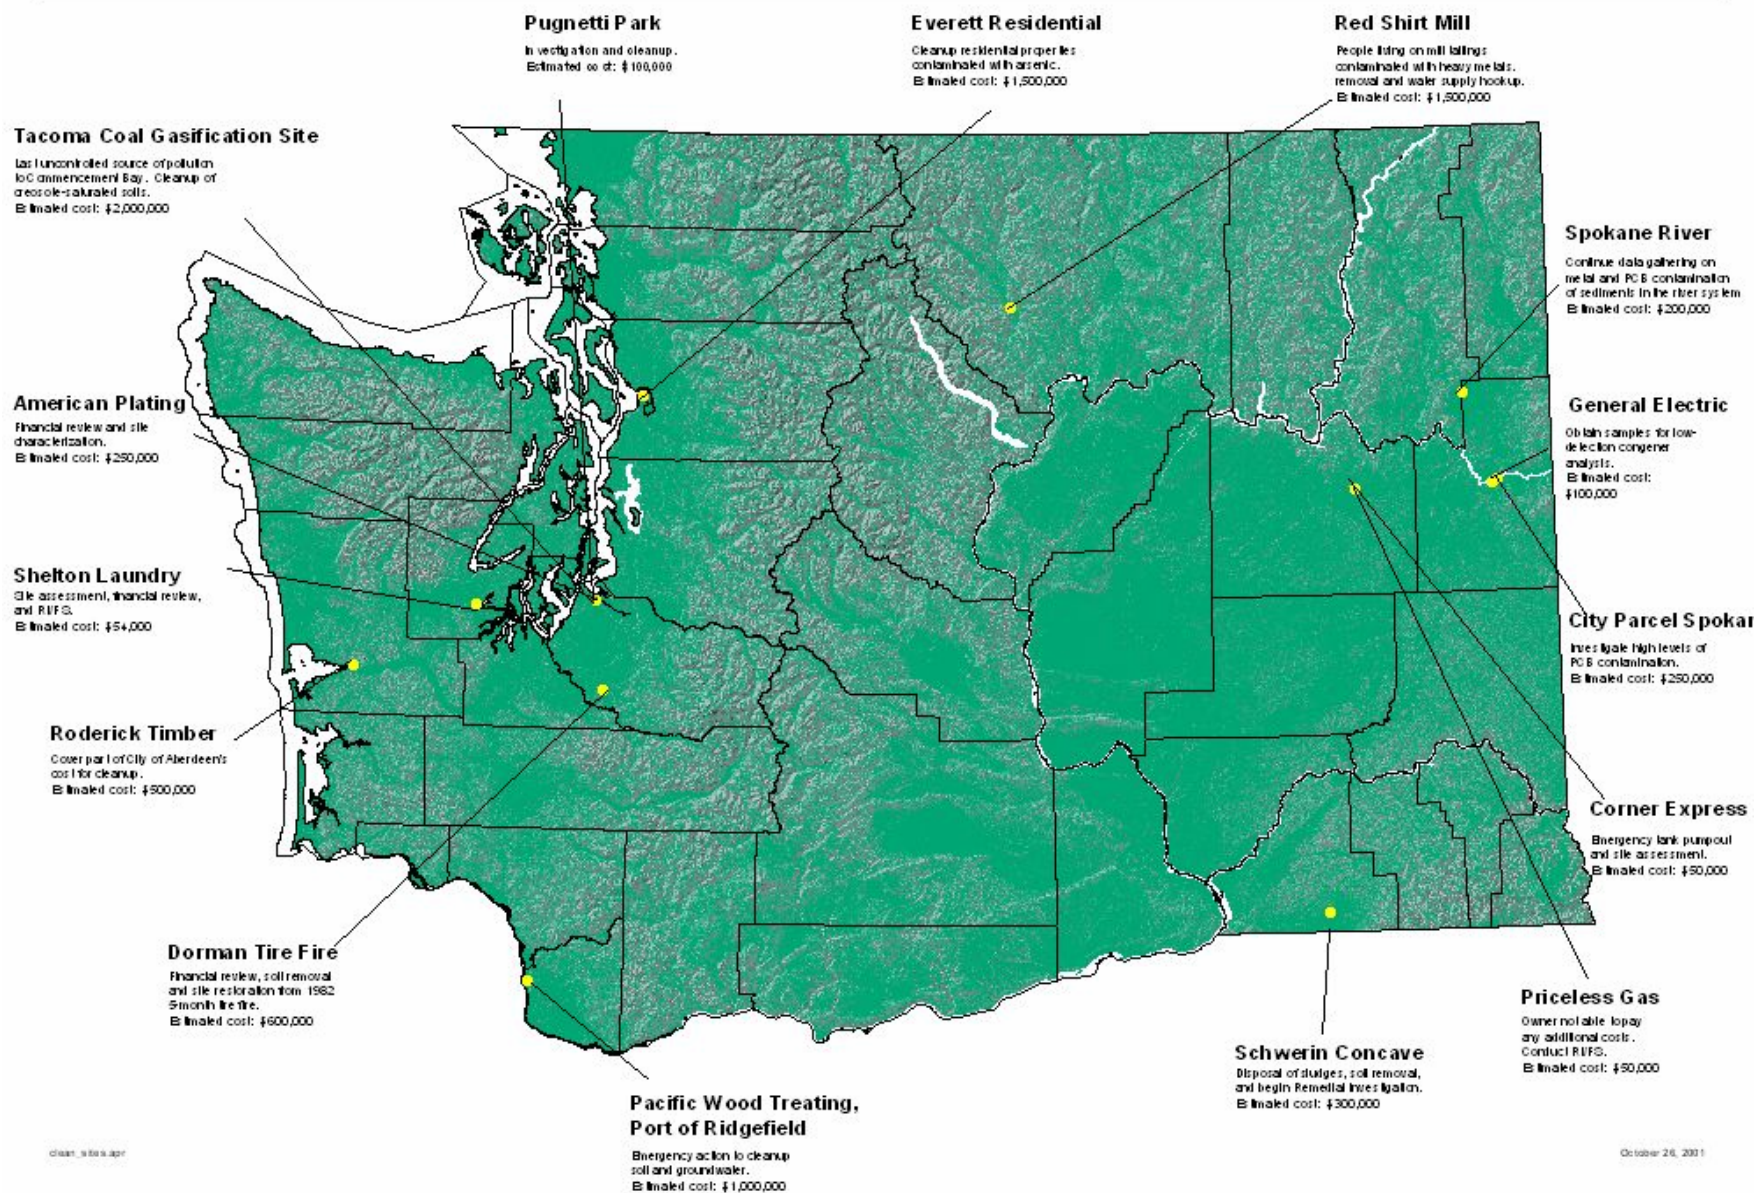 Pugnetti Park
Investigation and cleanup.
Estimated cost: $100,000
Everett Residential
Cleanup residential properties
contaminated with arsenic.
Estimated cost: $1,500,000
Red Shirt Mill
People living on mill tailings
contaminated with heavy metals.
removal and water supply hookup.
Estimated cost: $1,500,000
Tacoma Coal Gasification Site
Last uncontrolled source of pollution
to Commencement Bay. Cleanup of
creosote-saturated soils.
Estimated cost: $2,000,000
Spokane River
Continue data gathering on
metal and PCB contamination
of sediments in the river system
Estimated cost: $200,000
American Plating
Financial review and site
characterization.
Estimated cost: $250,000
General Electric
Obtain samples for low-
detection congener
analysis.
Estimated cost:
$100,000
Shelton Laundry
Site assessment, financial review,
and RI/FS.
Estimated cost: $54,000
City Parcel Spokar
Investigate high levels of
PCB contamination.
Estimated cost: $250,000
Roderick Timber
Cover part of City of Aberdeen's
cost for cleanup.
Estimated cost: $500,000
Corner Express
Emergency tank pumpout
and site assessment.
Estimated cost: $50,000
Dorman Tire Fire
Financial review, soil removal
and site restoration from 1982
5-month tire fire.
Estimated cost: $600,000
Priceless Gas
Owner not able to pay
any additional costs.
Conduct RI/FS.
Estimated cost: $50,000
Schwerin Concave
Disposal of sludges, soil removal,
and begin Remedial Investigation.
Estimated cost: $300,000
Pacific Wood Treating,
Port of Ridgefield
Emergency action to cleanup
soil and groundwater.
Estimated cost: $1,000,000
clean_sites.apr
October 26, 2001